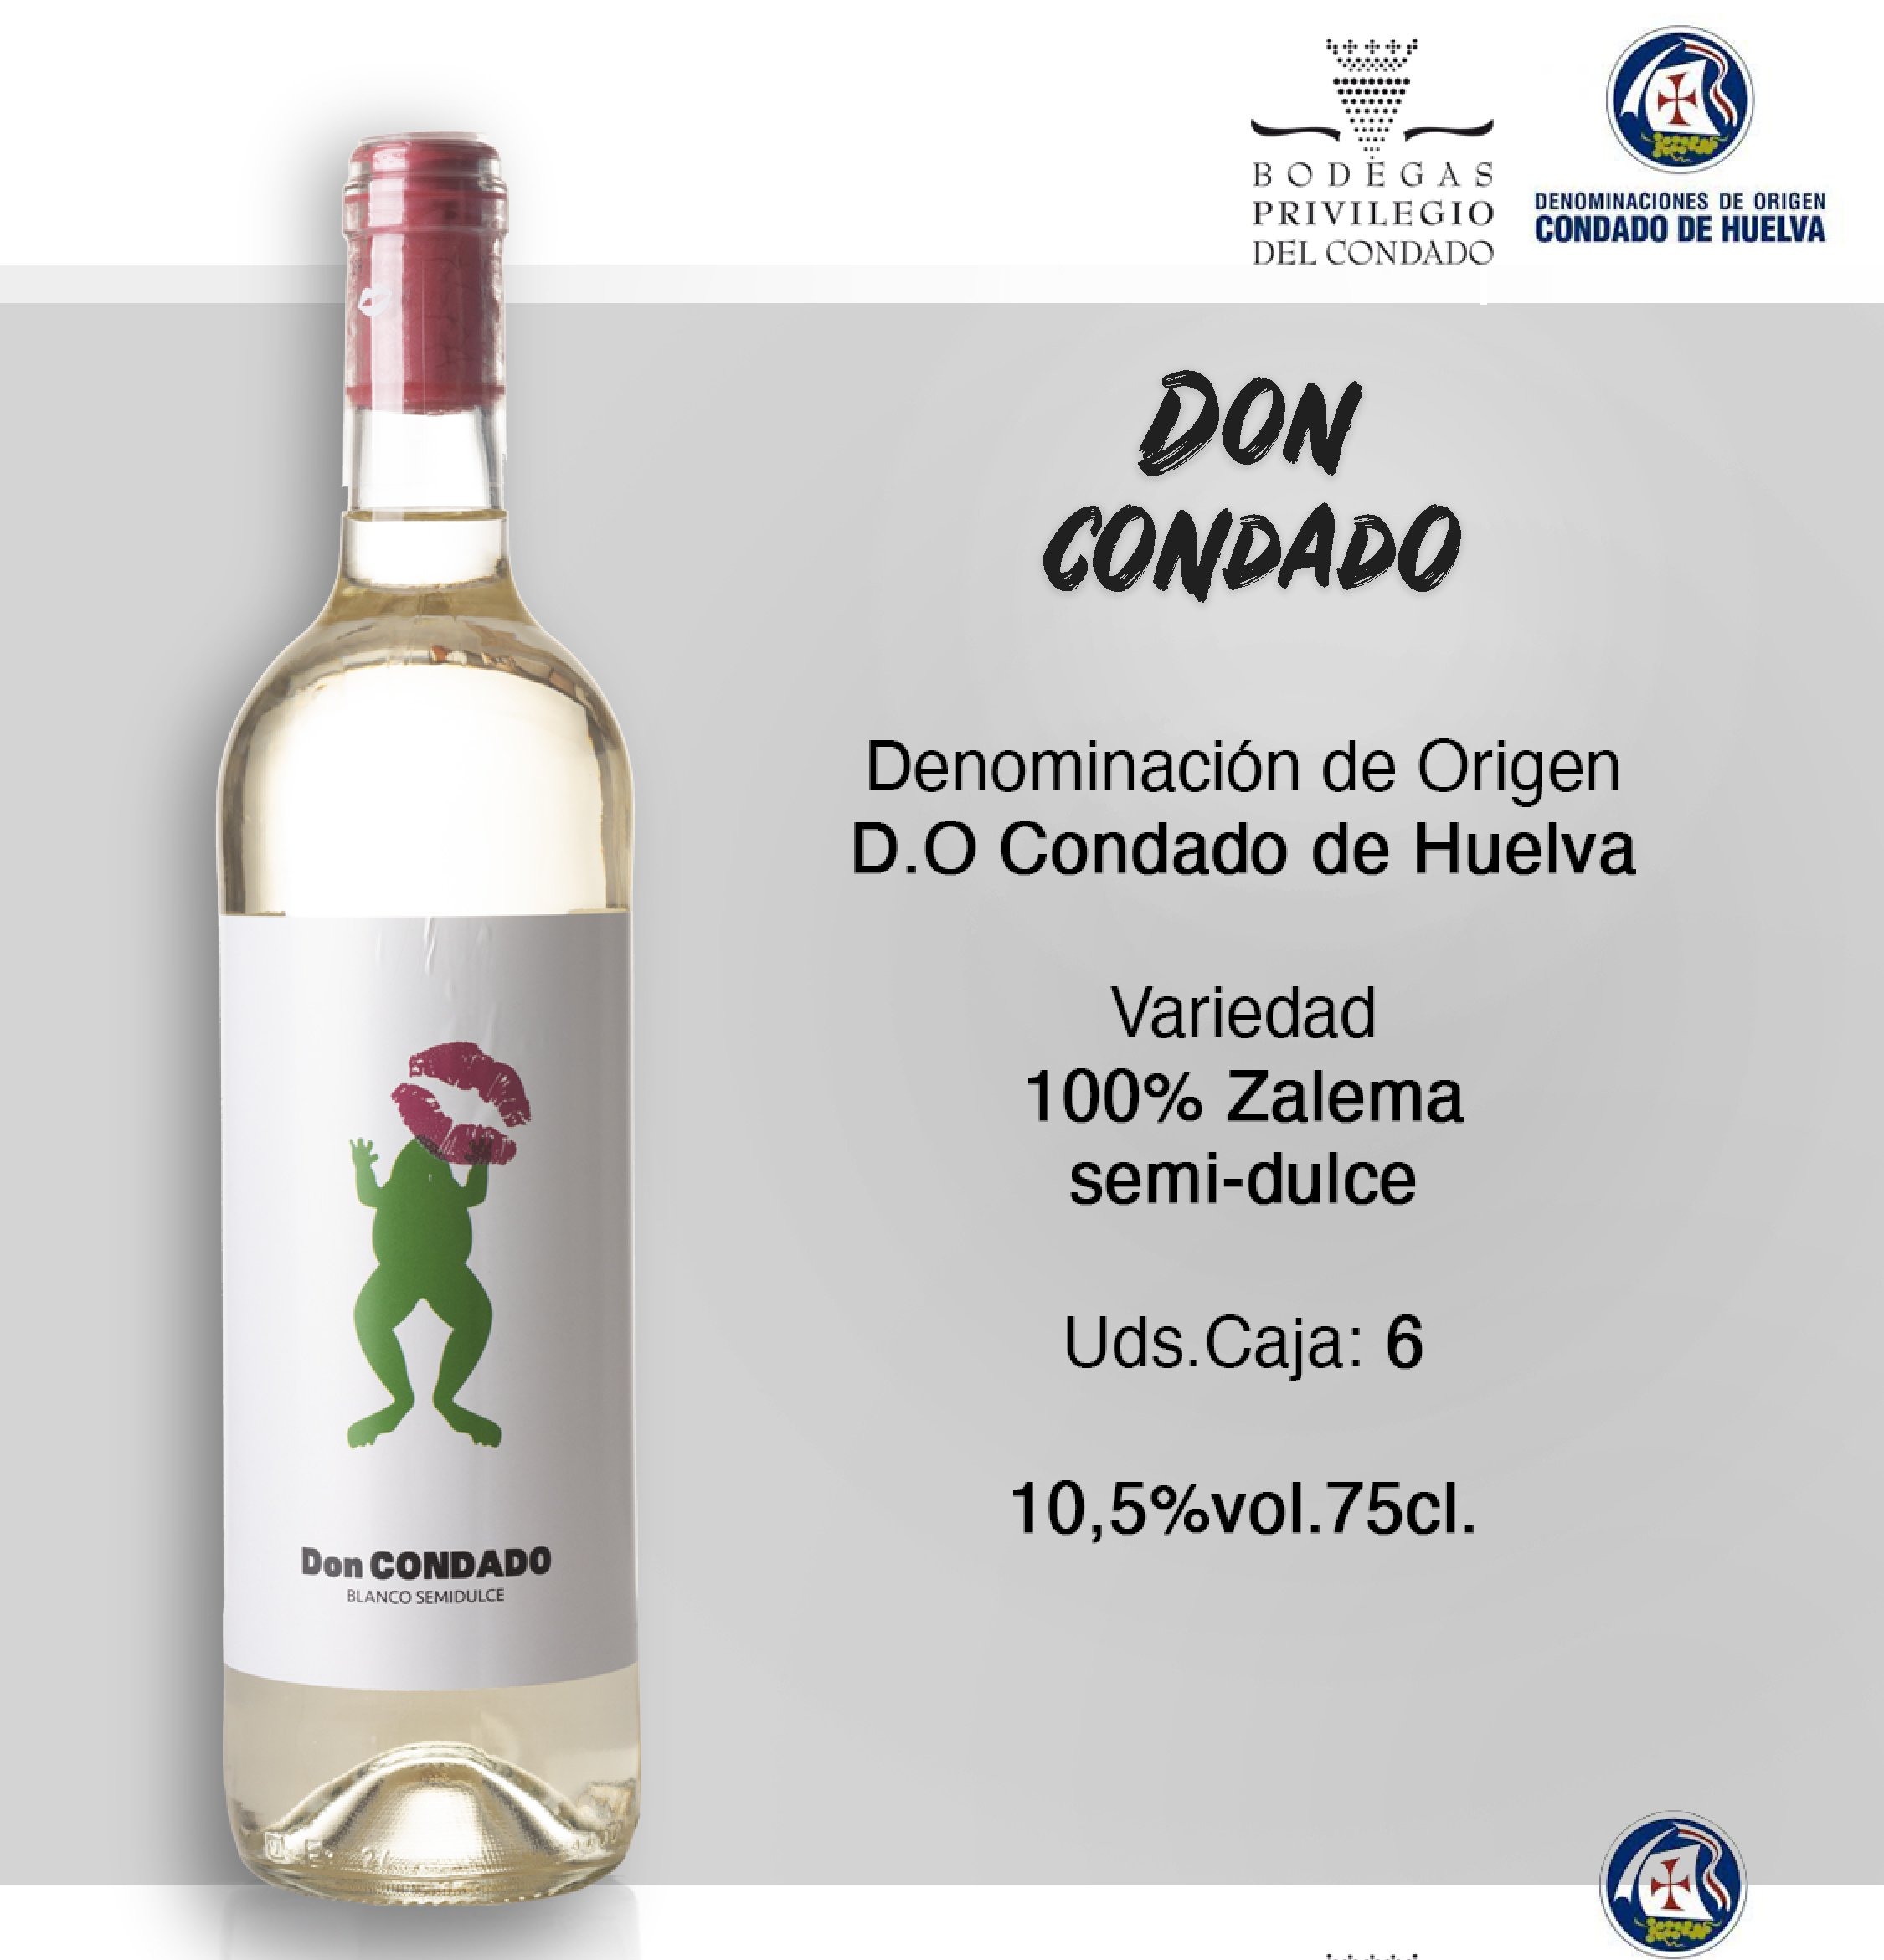 BODEGAS
PRIVILEGIO
DEL CONDADO
DENOMINACIONES DE ORIGEN
CONDADO DE HUELVA
DON
CONDADO
Denominación de Origen
D.O Condado de Huelva
Variedad
100% Zalema
semi-dulce
Uds.Caja: 6
10,5%vol.75cl.
Don CONDADO
BLANCO SEMIDULCE